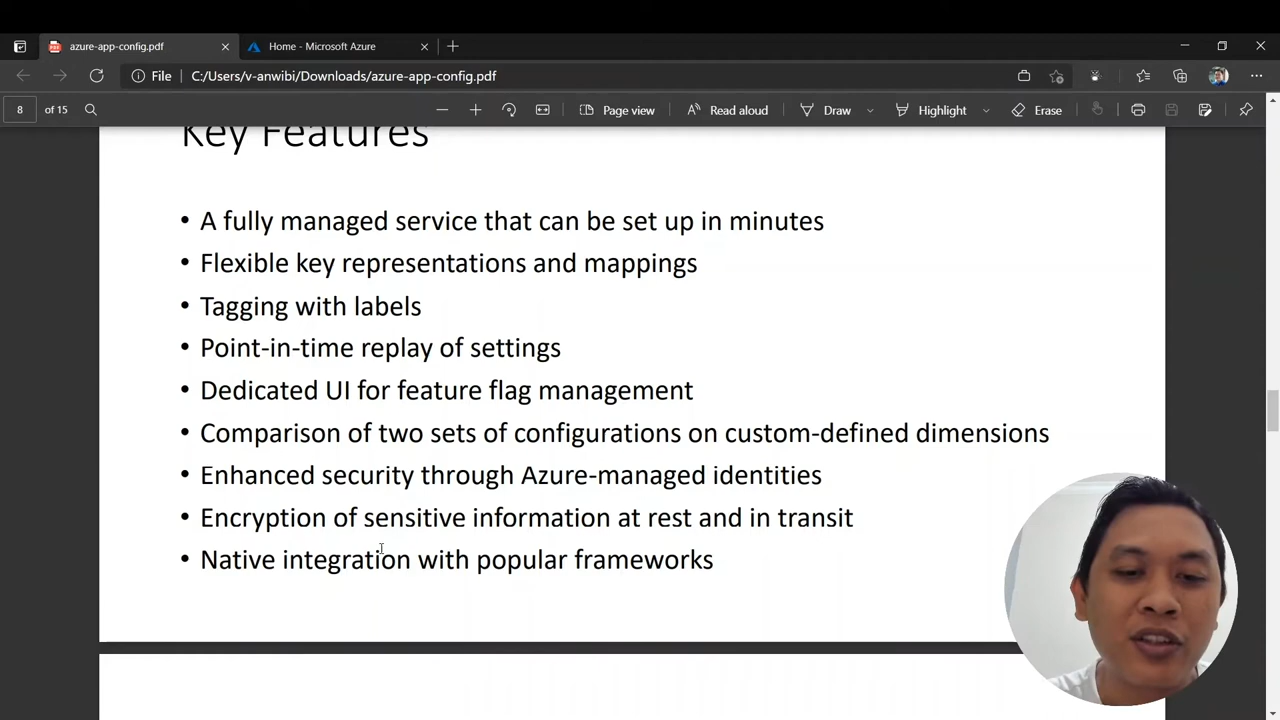 azure-app-config.pdf
Home - Microsoft Azure
File
C:/Users/v-anwibi/Downloads/azure-app-config.pdf
8 of 15
Page view
Read aloud
Draw
Highlight
Erase
Key Features
• A fully managed service that can be set up in minutes
• Flexible key representations and mappings
• Tagging with labels
• Point-in-time replay of settings
• Dedicated UI for feature flag management
• Comparison of two sets of configurations on custom-defined dimensions
• Enhanced security through Azure-managed identities
• Encryption of sensitive information at rest and in transit
• Native integration with popular frameworks